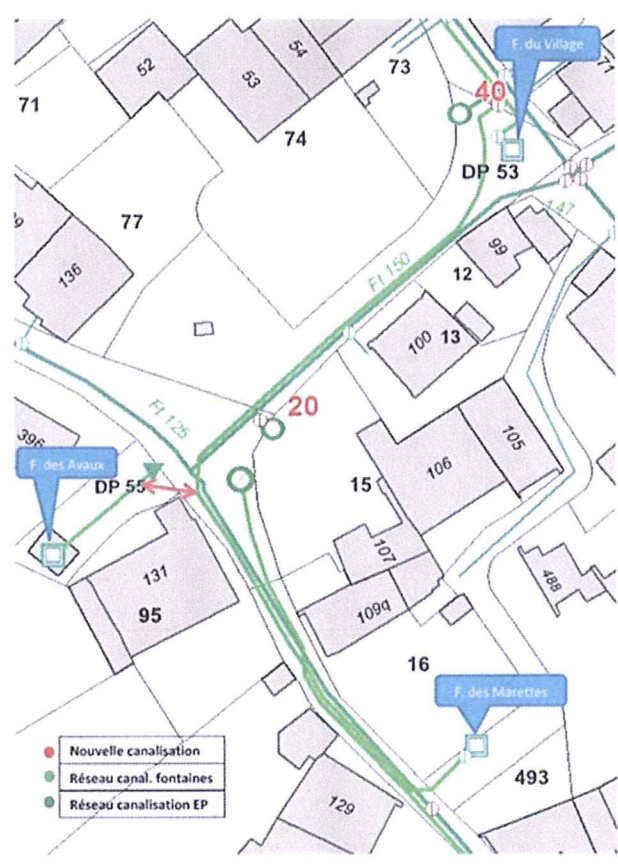 F. du Village
52
53
54
73
71
71
40
74
DP 53
77
147
99
136
Ft 150
12
100
13
Ft 125
20
396
F. des Avaux
DP 55
15
105
106
107
131
95
109q
488
16
F. des Marettes
493
129
Nouvelle canalisation
Réseau canal. fontaines
Réseau canalisation EP